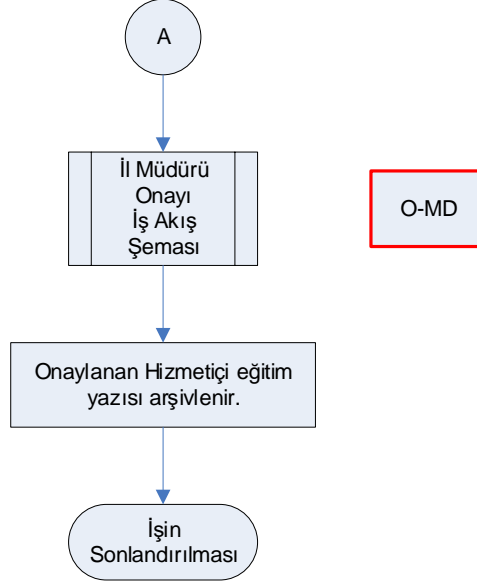 A
İl Müdürü
Onayı
İş Akış
Şeması
O-MD
Onaylanan Hizmetiçi eğitim
yazısı arşivlenir.
İşin
Sonlandırılması